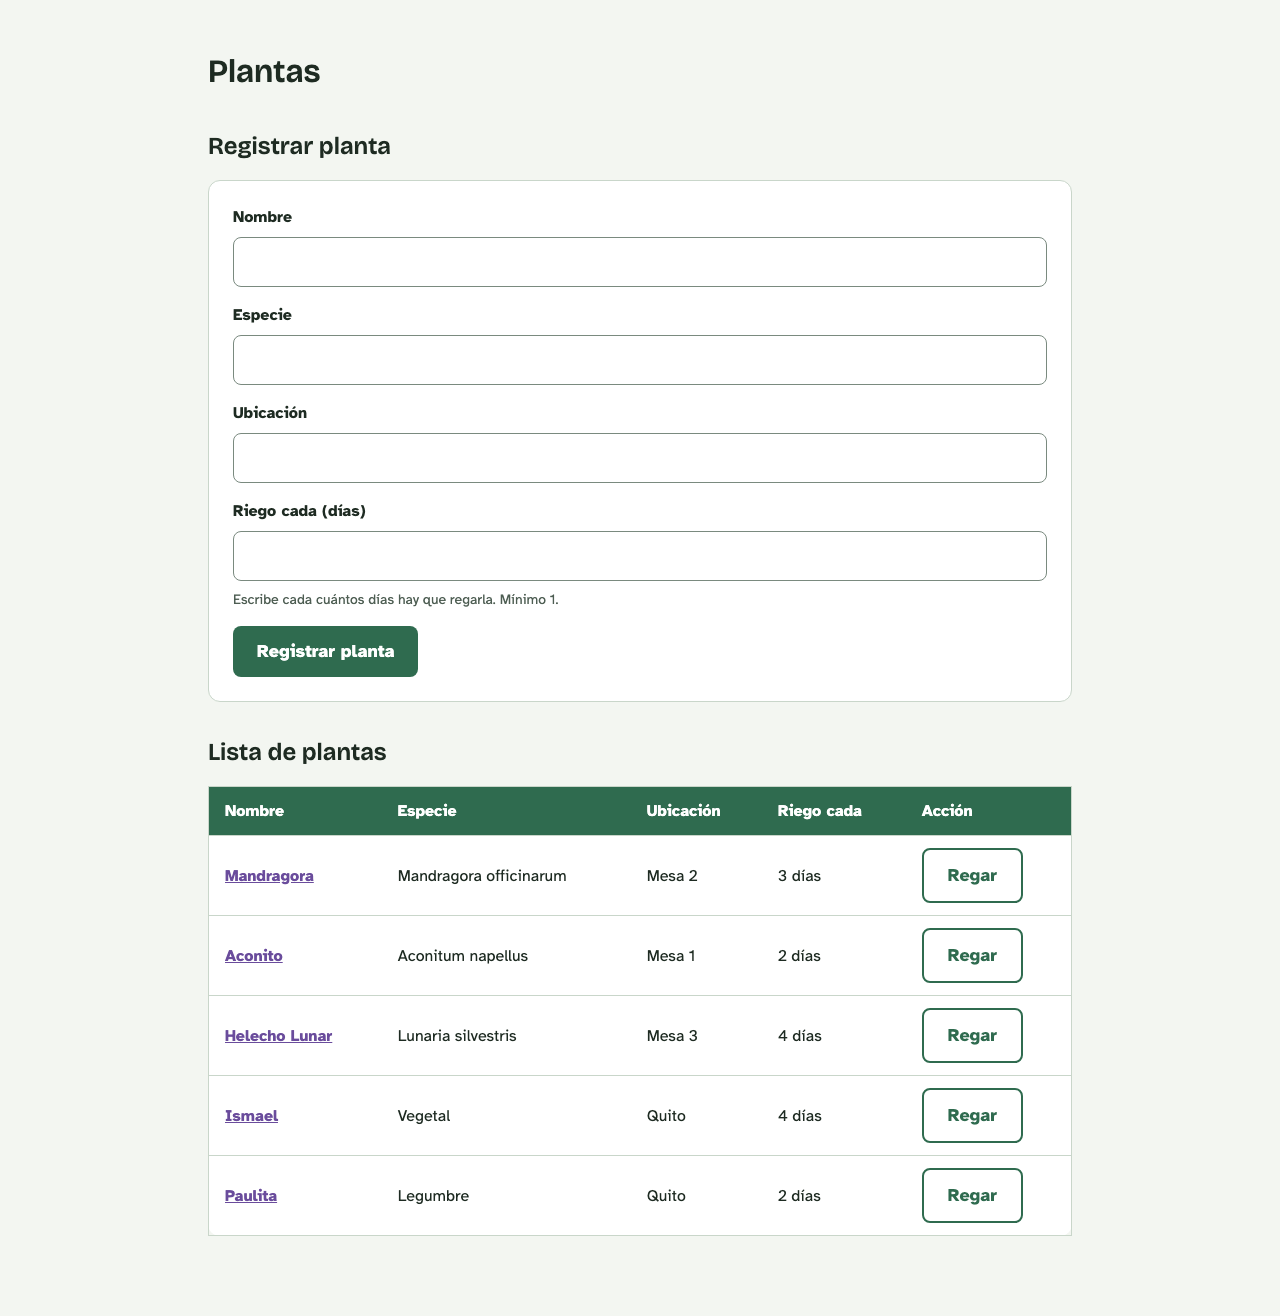 Plantas
Registrar planta
Nombre
Especie
Ubicación
Riego cada (días)
Escribe cada cuántos días hay que regarla. Mínimo 1.
Registrar planta
Lista de plantas
Nombre Especie Ubicación Riego cada Acción
Mandragora Mandragora officinarum Mesa 2 3 días Regar
Aconito Aconitum napellus Mesa 1 2 días Regar
Helecho Lunar Lunaria silvestris Mesa 3 4 días Regar
Ismael Vegetal Quito 4 días Regar
Paulita Legumbre Quito 2 días Regar